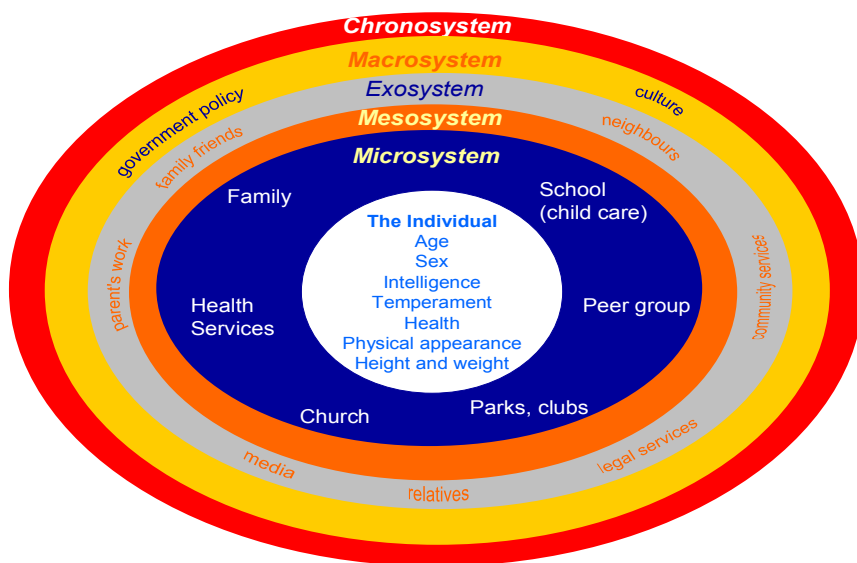 Chronosystem
Macrosystem
Exosystem
Mesosystem
Microsystem
government policy
culture
family friends
neighbours
parent's work
community services
media
relatives
legal services
Family
School
(child care)
Health
Services
Peer group
Church
Parks, clubs
The Individual
Age
Sex
Intelligence
Temperament
Health
Physical appearance
Height and weight